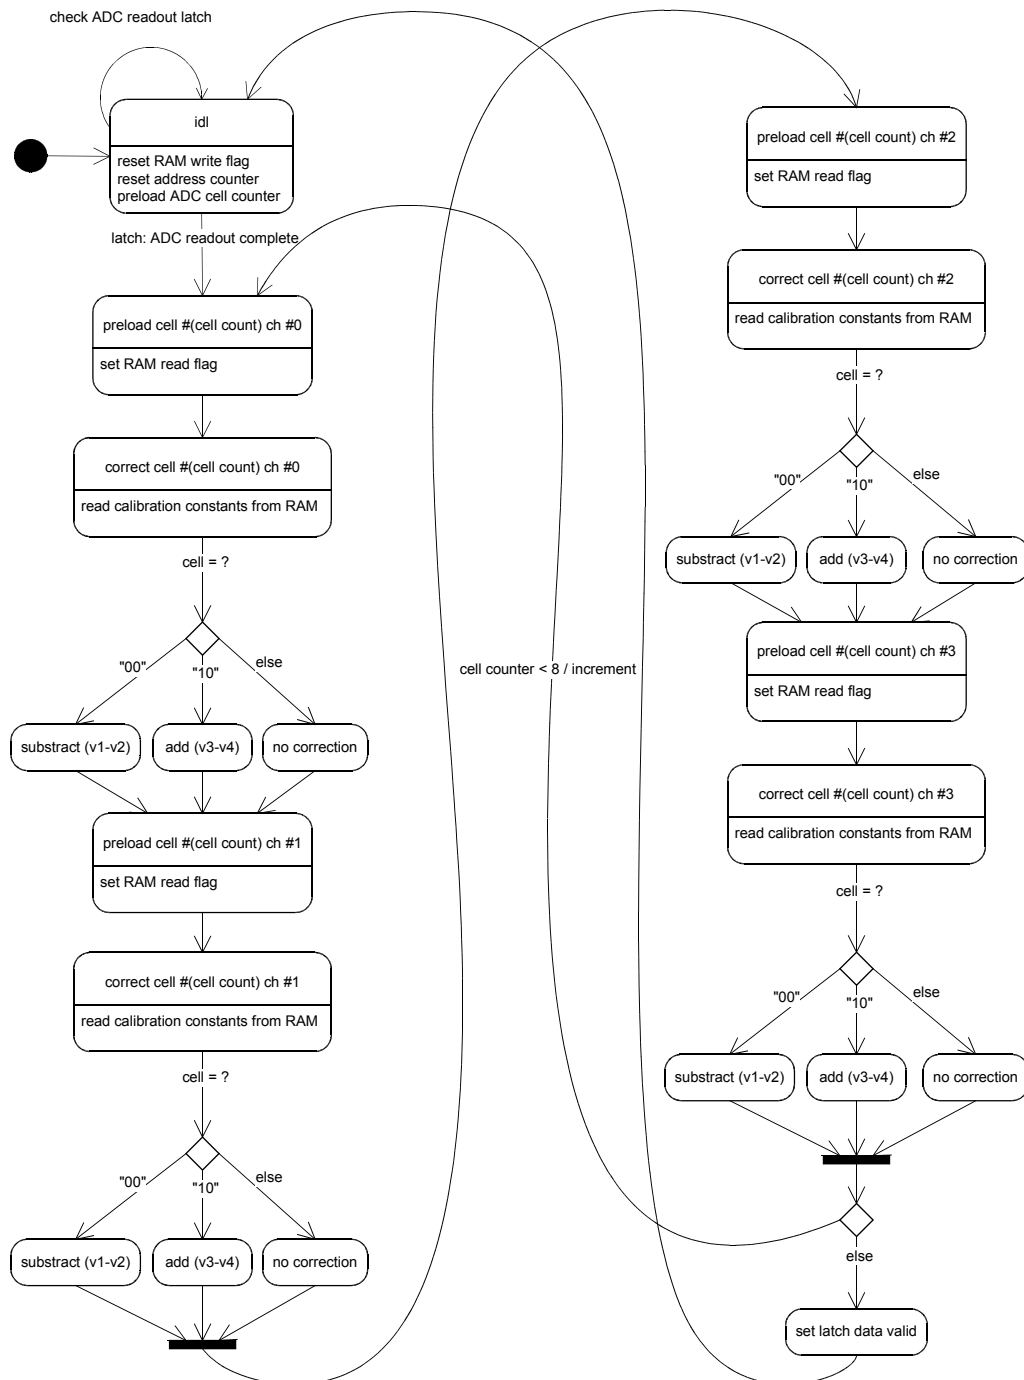 check ADC readout latch
idl
reset RAM write flag
reset address counter
preload ADC cell counter
latch: ADC readout complete
preload cell #(cell count) ch #0
set RAM read flag
correct cell #(cell count) ch #0
read calibration constants from RAM
cell = ?
"00"
"10"
else
substract (v1-v2)
add (v3-v4)
no correction
preload cell #(cell count) ch #1
set RAM read flag
correct cell #(cell count) ch #1
read calibration constants from RAM
cell = ?
"00"
"10"
else
substract (v1-v2)
add (v3-v4)
no correction
cell counter < 8 / increment
preload cell #(cell count) ch #2
set RAM read flag
correct cell #(cell count) ch #2
read calibration constants from RAM
cell = ?
"00"
"10"
else
substract (v1-v2)
add (v3-v4)
no correction
preload cell #(cell count) ch #3
set RAM read flag
correct cell #(cell count) ch #3
read calibration constants from RAM
cell = ?
"00"
"10"
else
substract (v1-v2)
add (v3-v4)
no correction
else
set latch data valid